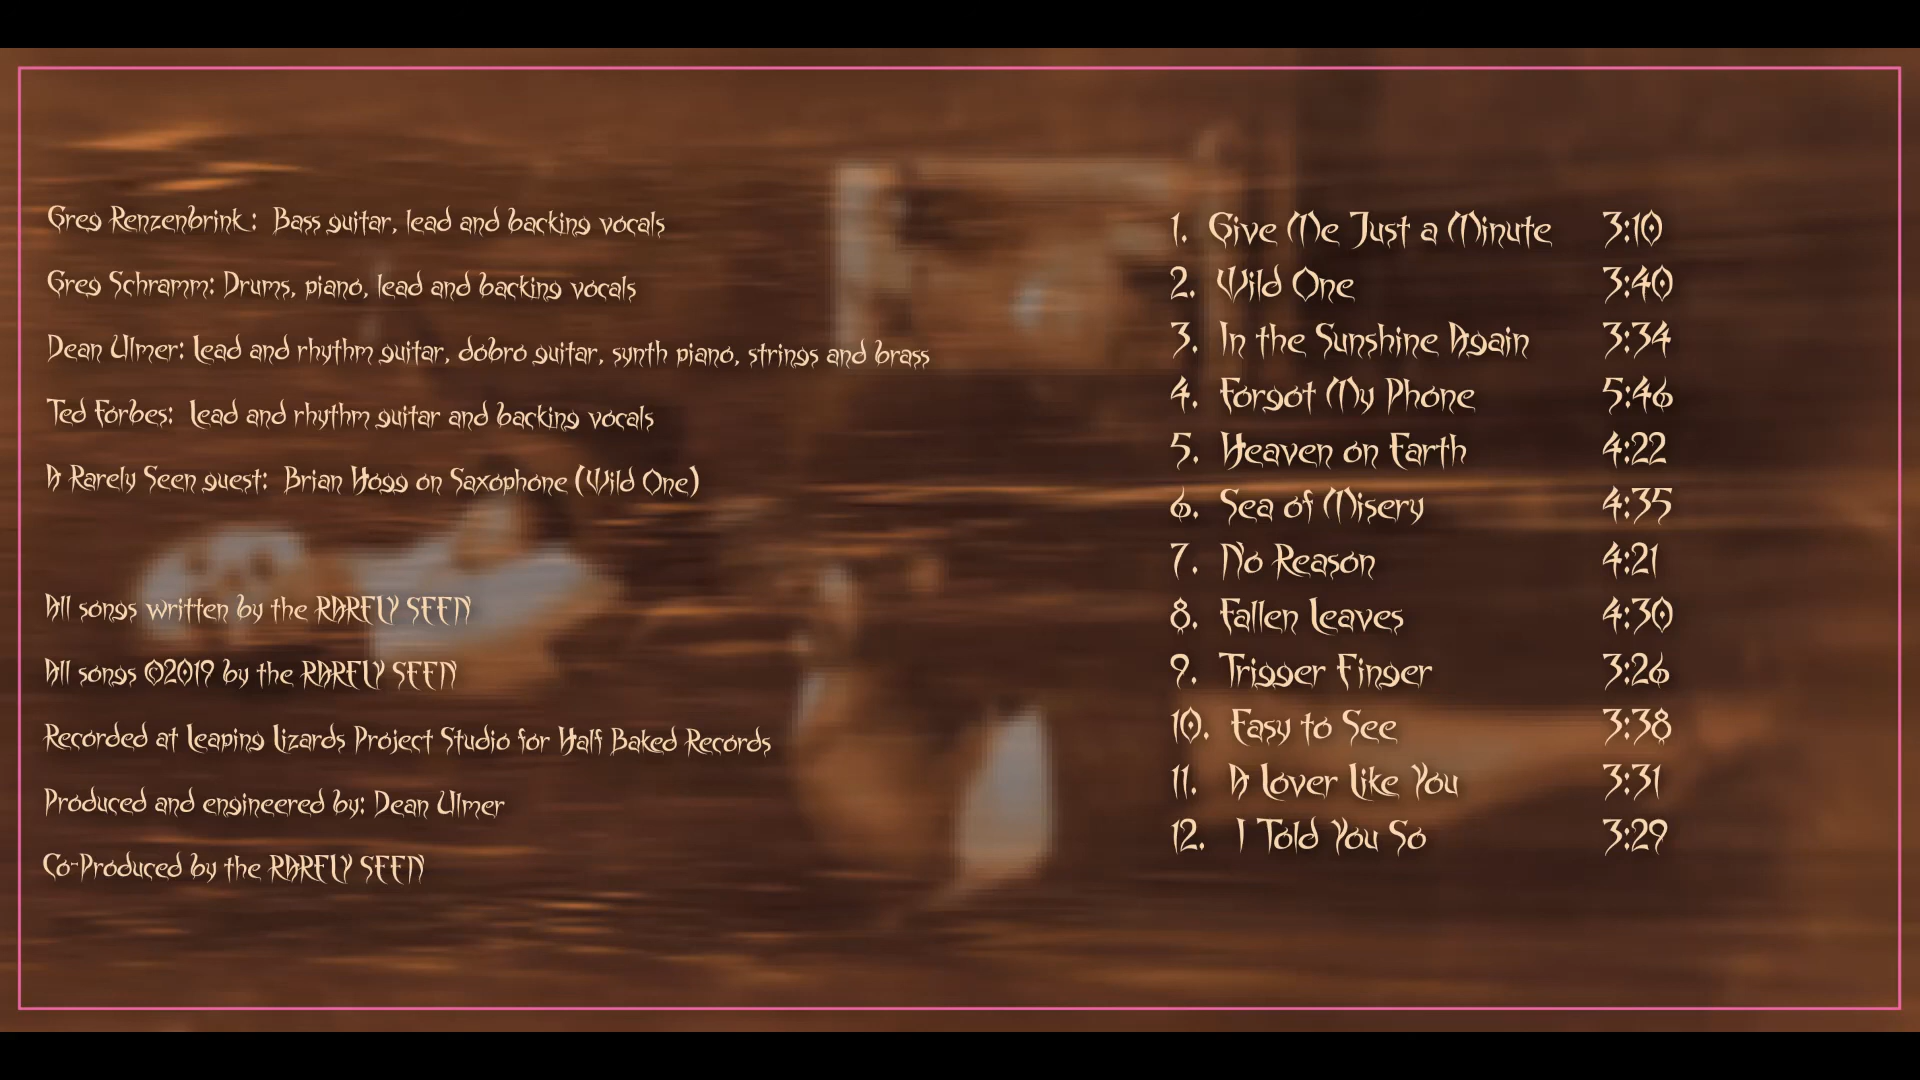 Greg Renzenbrink: Bass guitar, lead and backing vocals
Greg Schramm: Drums, piano, lead and backing vocals
Dean Ulmer: Lead and rhythm guitar, dobro guitar, synth piano, strings and brass
Ted Forbes: Lead and rhythm guitar and backing vocals
A Rarely Seen guest: Brian Hogg on Saxophone (Wild One)
All songs written by the RARELY SEEN
All songs ©2019 by the RARELY SEEN
Recorded at Leaping Lizards Project Studio for Half Baked Records
Produced and engineered by: Dean Ulmer
Co-Produced by the RARELY SEEN
1. Give Me Just a Minute 3:10
2. Wild One 3:40
3. In the Sunshine Again 3:34
4. Forgot My Phone 5:46
5. Heaven on Earth 4:22
6. Sea of Misery 4:35
7. No Reason 4:21
8. Fallen Leaves 4:30
9. Trigger Finger 3:26
10. Easy to See 3:38
11. A Lover Like You 3:31
12. I Told You So 3:29